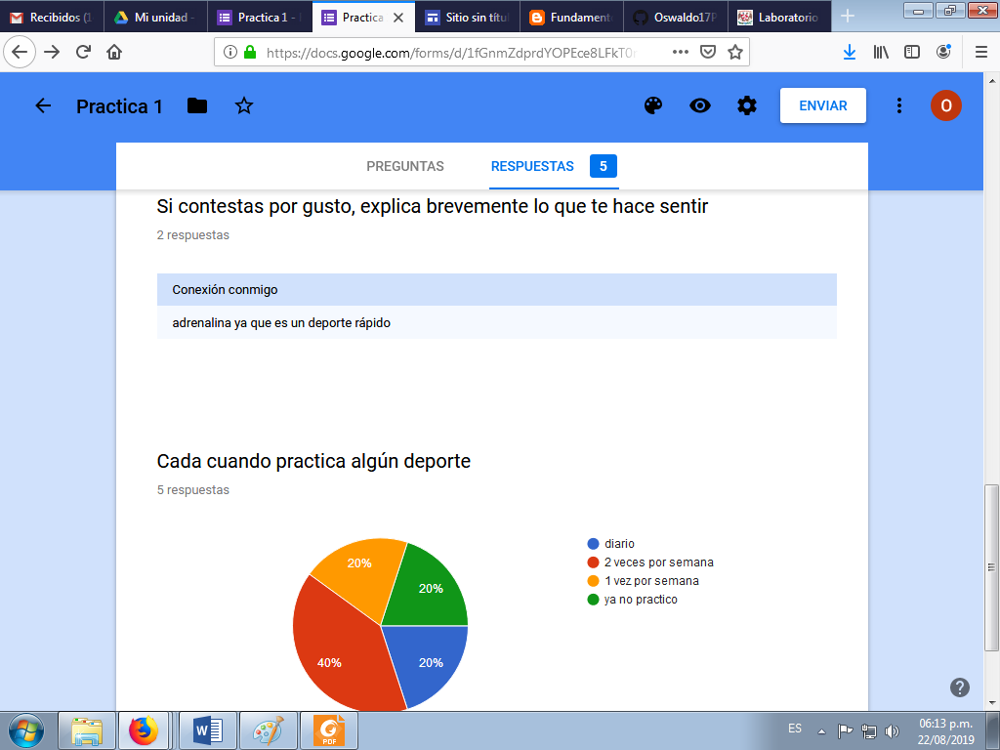 Recibidos (1
Mi unidad -
Practica 1 -
Practica
Sitio sin títu
Fundament
Oswaldo17P
Laboratorio
https://docs.google.com/forms/d/1fGnmZdprdYOPEce8LFkT0r
Practica 1
ENVIAR
O
PREGUNTAS
RESPUESTAS
5
Si contestas por gusto, explica brevemente lo que te hace sentir
2 respuestas
Conexión conmigo
adrenalina ya que es un deporte rápido
Cada cuando practica algún deporte
5 respuestas
diario
2 veces por semana
1 vez por semana
ya no practico
20%
20%
40%
20%
ES
06:13 p.m.
22/08/2019
PDF